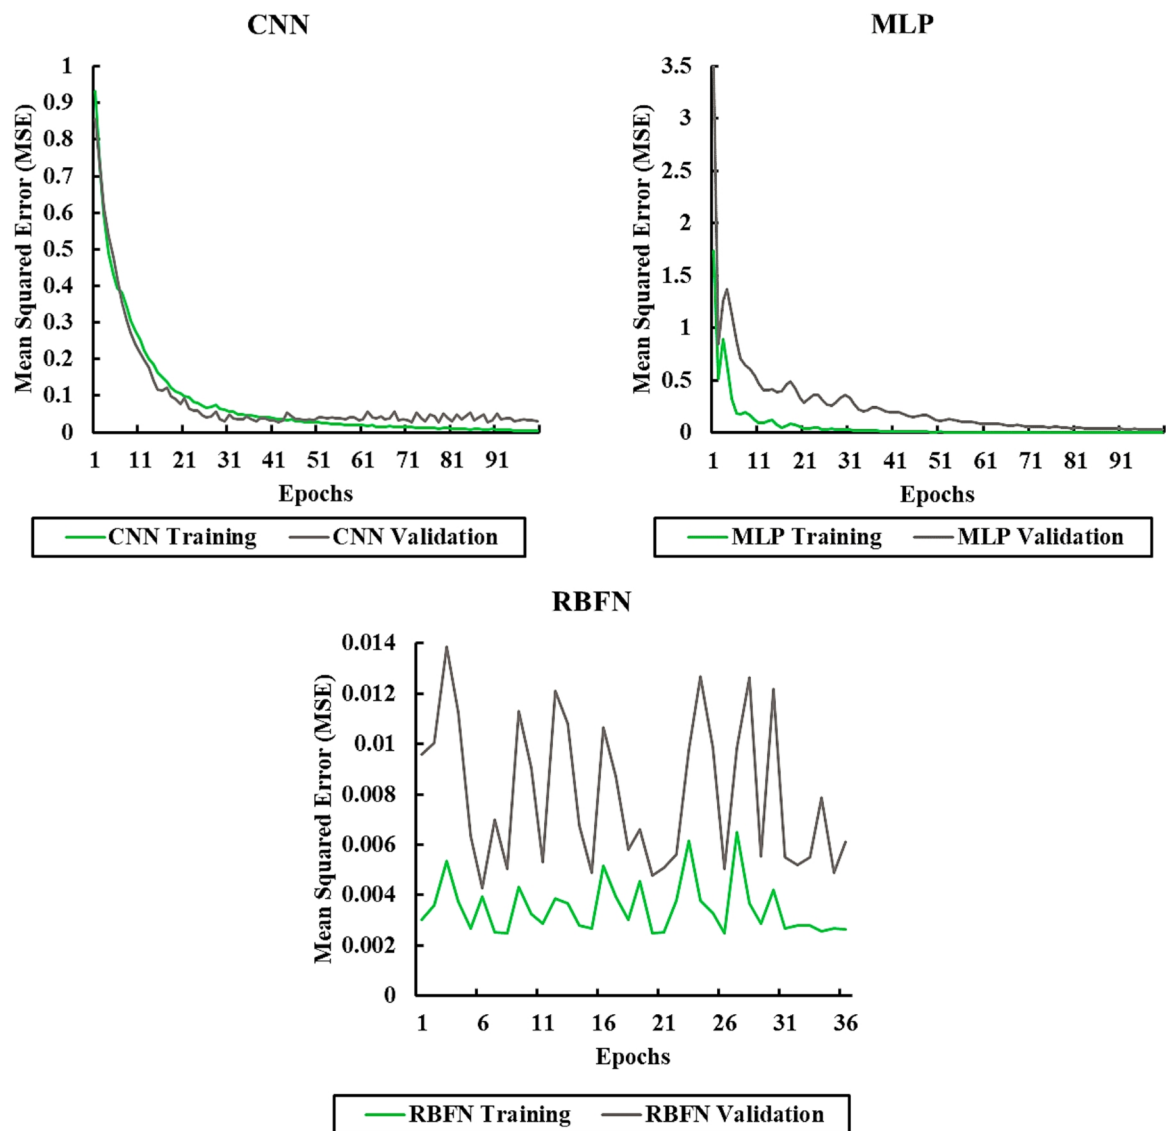 CNN
Mean Squared Error (MSE)
1
0.9
0.8
0.7
0.6
0.5
0.4
0.3
0.2
0.1
0
1 11 21 31 41 51 61 71 81 91
Epochs
CNN Training CNN Validation
MLP
Mean Squared Error (MSE)
3.5
3
2.5
2
1.5
1
0.5
0
1 11 21 31 41 51 61 71 81 91
Epochs
MLP Training MLP Validation
RBFN
Mean Squared Error (MSE)
0.014
0.012
0.01
0.008
0.006
0.004
0.002
0
1 6 11 16 21 26 31 36
Epochs
RBFN Training RBFN Validation